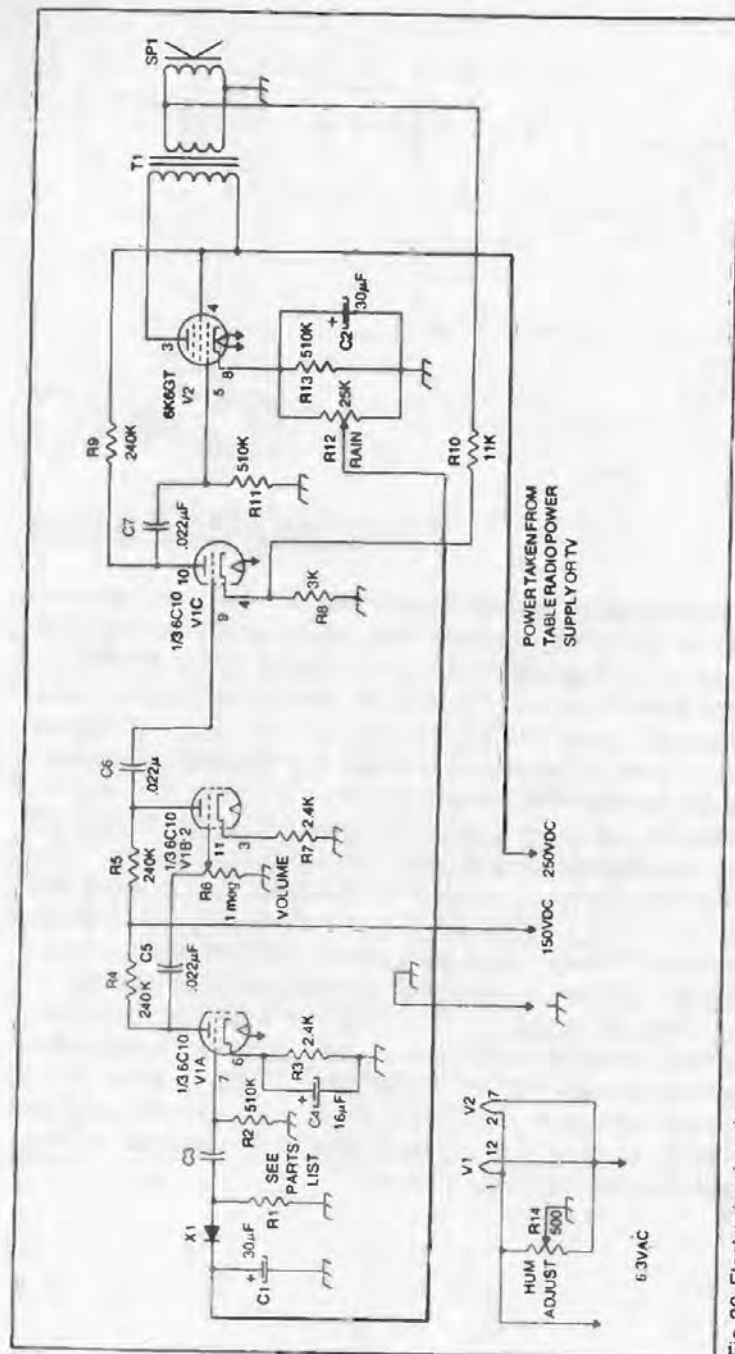 SP1
T1
R9
240K
3
4
6K6GT
V2
5
8
C7
.022µF
510K
R11
30µF
C2
510K
R13
25K
R12
RAIN
R10
11K
10
1/3 6C10
V1C
9
4
3K
R8
POWER TAKEN FROM
TABLE RADIO POWER
SUPPLY OR TV
C6
.022µ
R5
240K
1/3 6C10
V1B·2
11
3
R6
1 mog
VOLUME
2.4K
R7
250VDC
150VDC
R4
240K
C5
.022µF
1/3 6C10
V1A
7
6
2.4K
R3
C4
16µF
C3
510K
R2
SEE
PARTS
LIST
R1
X1
30µF
C1
V1
V2
1
12
2
7
R14
500
HUM
ADJUST
6.3VAC